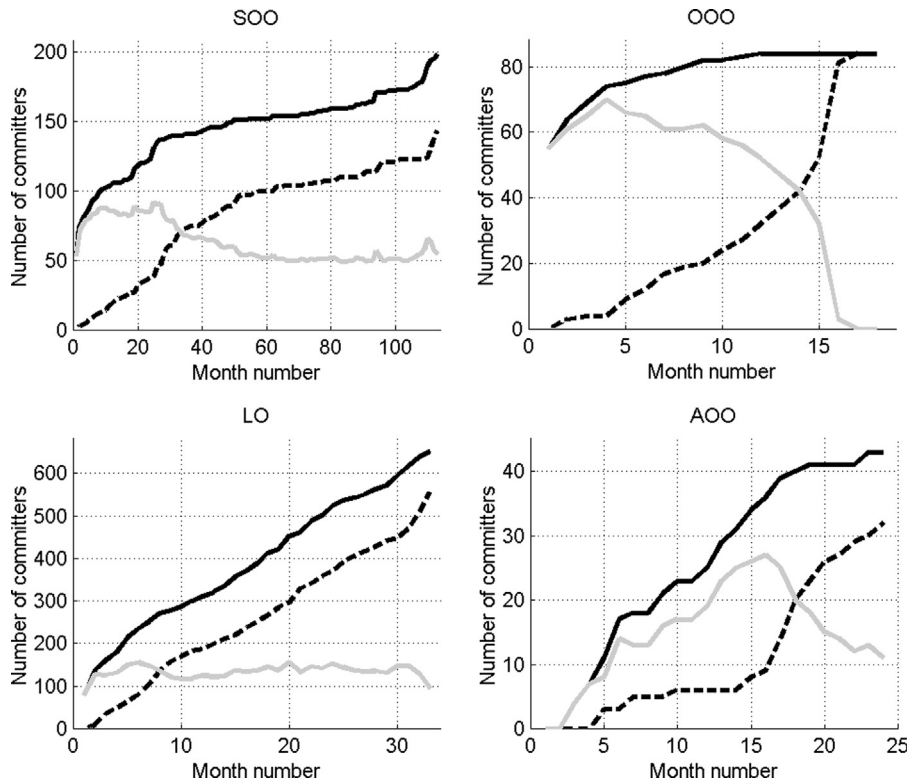 SOO
Number of committers
200
150
100
50
0
0 20 40 60 80 100
Month number
OOO
Number of committers
80
60
40
20
0
0 5 10 15
Month number
LO
Number of committers
600
500
400
300
200
100
0
0 10 20 30
Month number
AOO
Number of committers
40
30
20
10
0
0 5 10 15 20 25
Month number